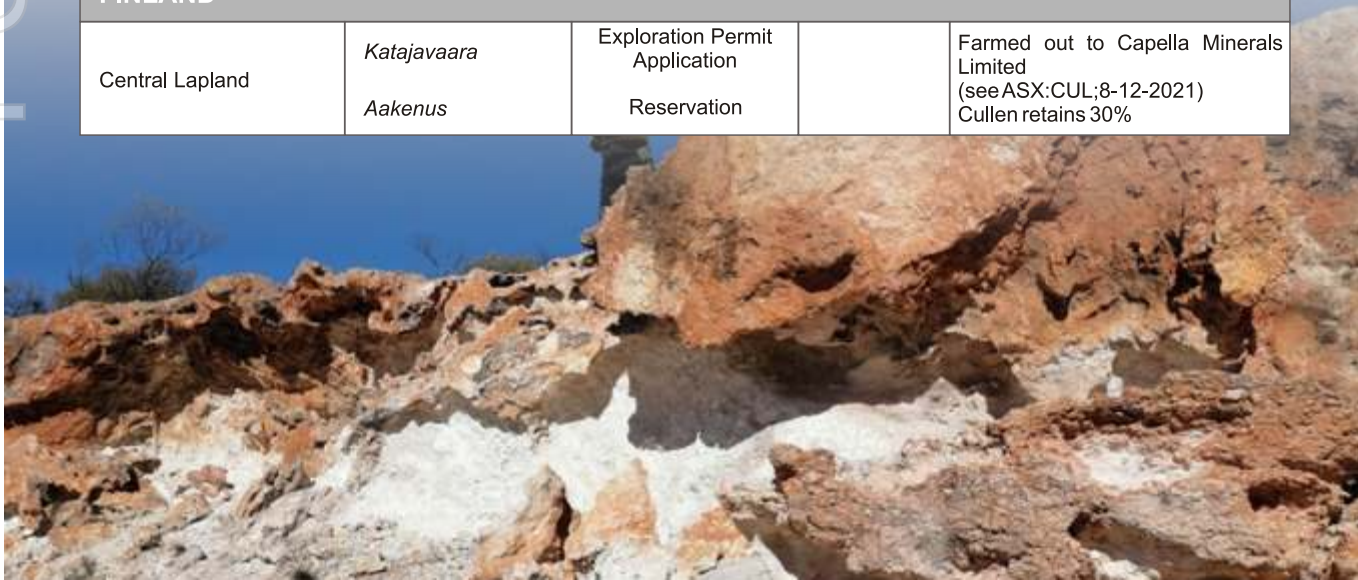 FINLAND
Central Lapland
Katajavaara
Aakenus
Exploration Permit
Application
Reservation
Farmed out to Capella Minerals
Limited
(see ASX:CUL;8-12-2021)
Cullen retains 30%